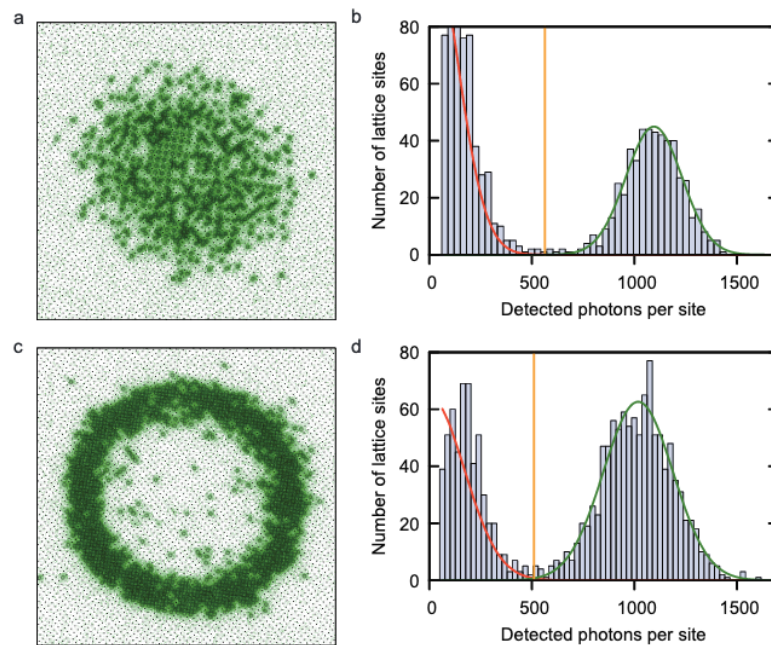 a
b
80
60
40
20
0
Number of lattice sites
0 500 1000 1500
Detected photons per site
c
d
80
60
40
20
0
Number of lattice sites
0 500 1000 1500
Detected photons per site